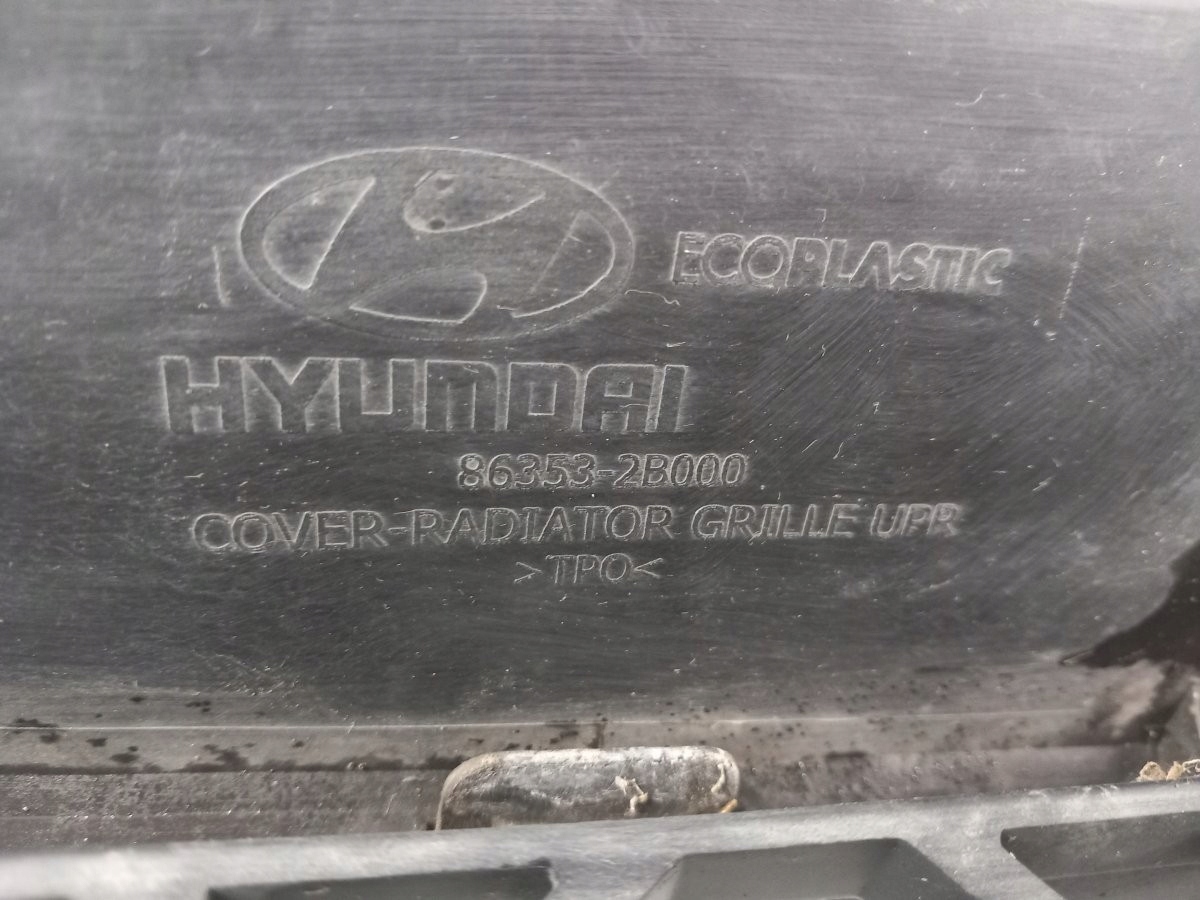 ECOPLASTIC
HYUNDAI
86353-2B000
COVER-RADIATOR GRILLE UPR
>TPO<